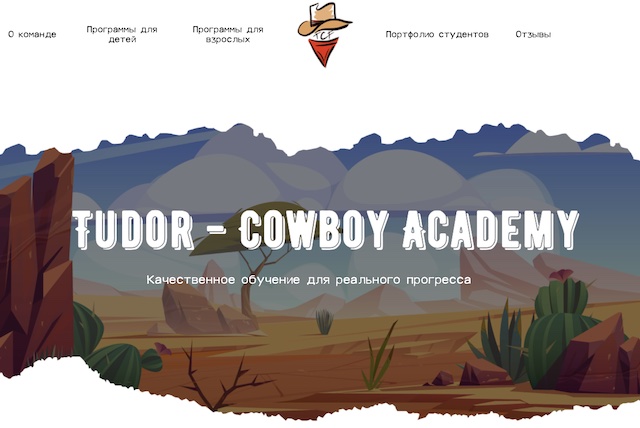 О команде
Программы для
детей
Программы для
взрослых
TCF
Портфолио студентов
Отзывы
TUDOR – COWBOY ACADEMY
Качественное обучение для реального прогресса